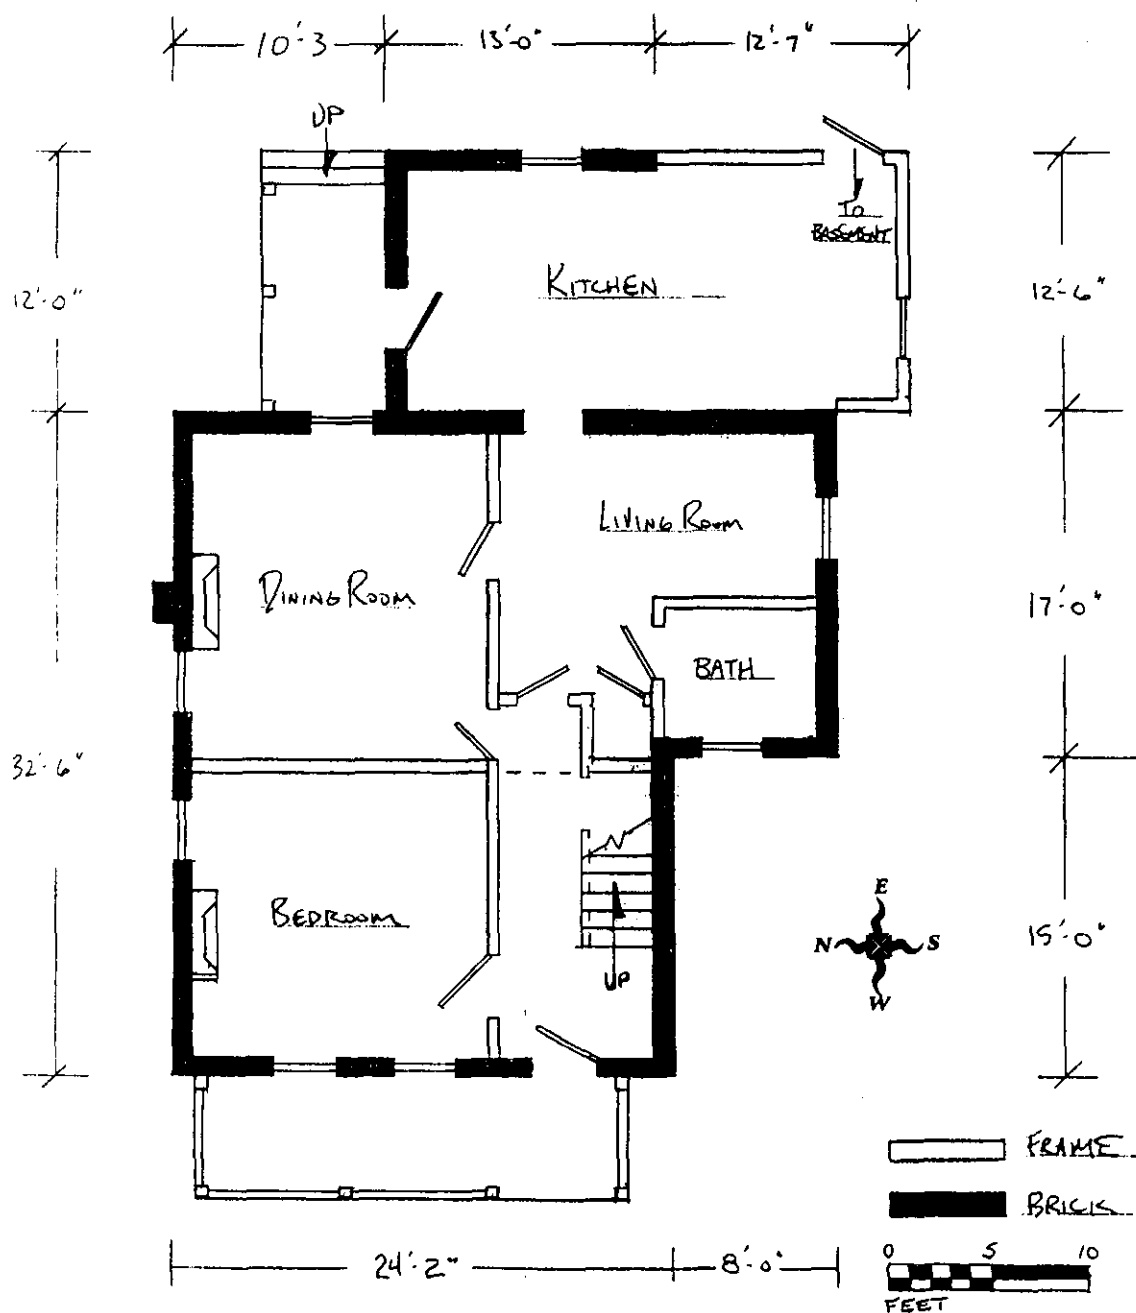 10'-3
13'-0"
12'-7"
UP
TO
BASEMENT
12'-0"
KITCHEN
12'-6"
LIVING ROOM
DINING ROOM
17'-0"
BATH
32'-6"
E
BEDROOM
N
S
15'-0"
UP
W
FRAME
BRICK
24'-2"
8'-0"
0 5 10
FEET